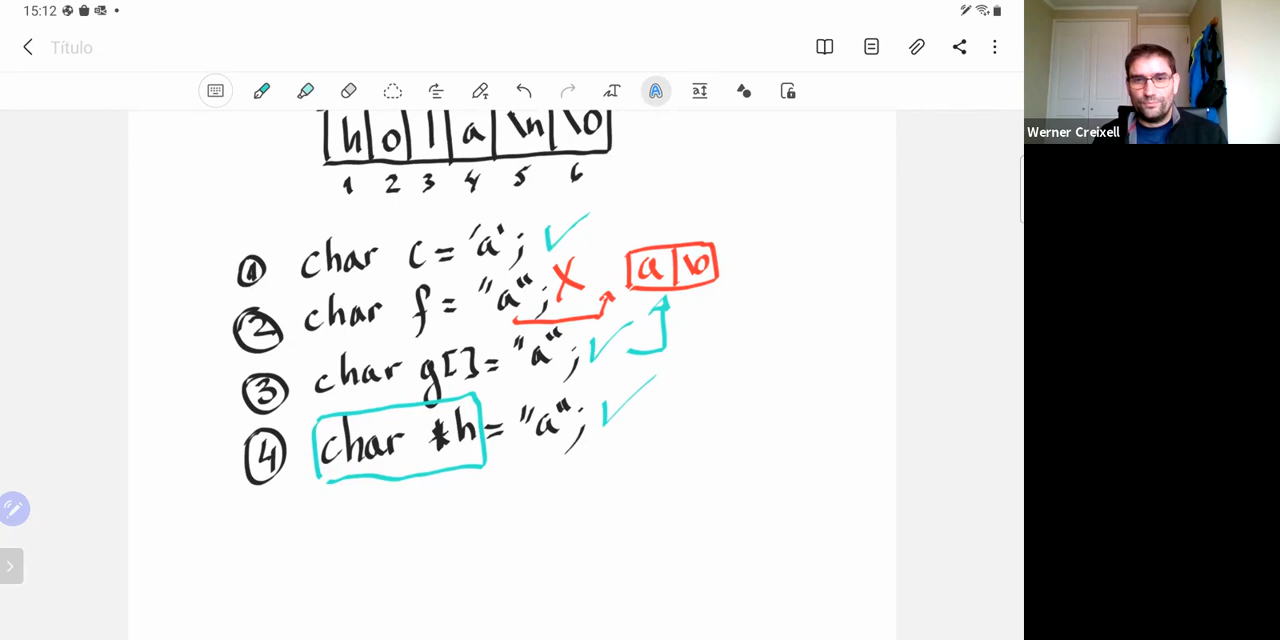 15:12
Título
h o l a \n \0
1 2 3 4 5 6
① char c = 'a'; ✓
② char f = "a"; X a \0
③ char g[] = "a"; ✓
④ char *h = "a"; ✓
Werner Creixell